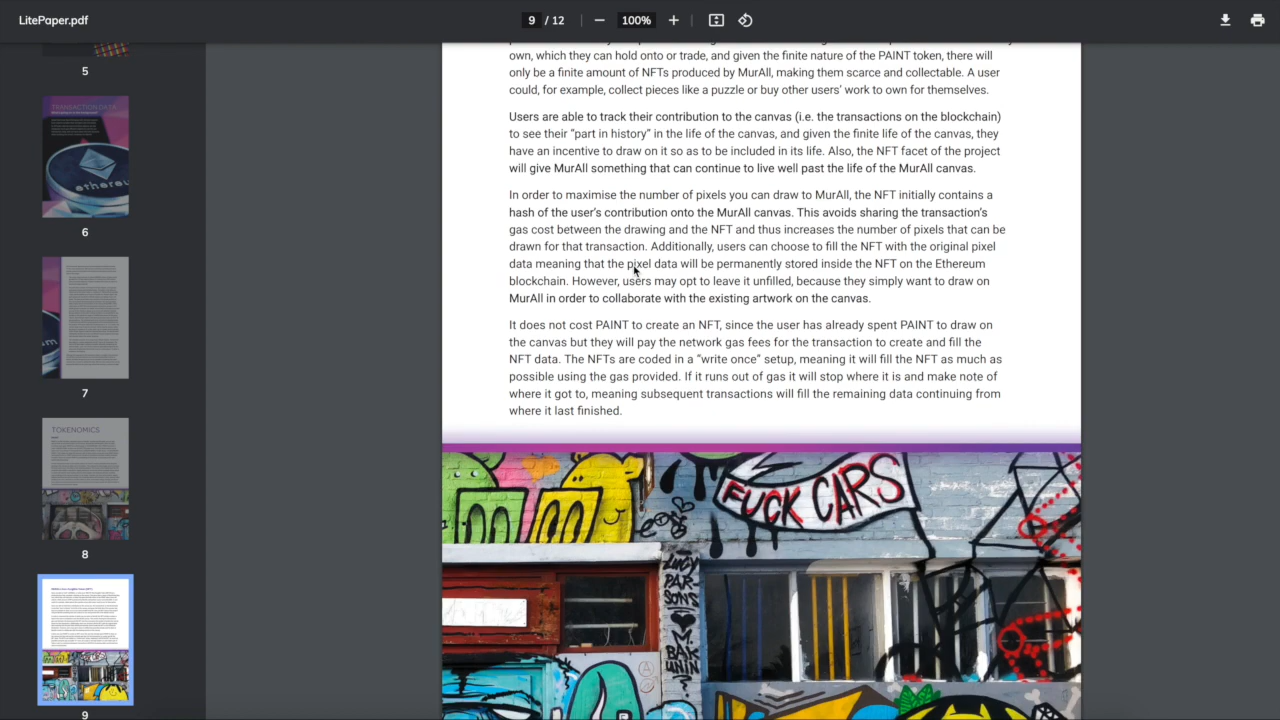 LitePaper.pdf
9 / 12
100%
own, which they can hold onto or trade, and given the finite nature of the PAINT token, there will
only be a finite amount of NFTs produced by MurAll, making them scarce and collectable. A user
could, for example, collect pieces like a puzzle or buy other users' work to own for themselves.
Users are able to track their contribution to the canvas (i.e. the transactions on the blockchain)
to see their "part in history" in the life of the canvas, and given the finite life of the canvas, they
have an incentive to draw on it so as to be included in its life. Also, the NFT facet of the project
will give MurAll something that can continue to live well past the life of the MurAll canvas.
In order to maximise the number of pixels you can draw to MurAll, the NFT initially contains a
hash of the user's contribution onto the MurAll canvas. This avoids sharing the transaction's
gas cost between the drawing and the NFT and thus increases the number of pixels that can be
drawn for that transaction. Additionally, users can choose to fill the NFT with the original pixel
data meaning that the pixel data will be permanently stored inside the NFT on the Ethereum
blockchain. However, users may opt to leave it unfilled, because they simply want to draw on
MurAll in order to collaborate with the existing artwork on the canvas.
It does not cost PAINT to create an NFT, since the user has already spent PAINT to draw on
the canvas but they will pay the network gas fees for the transaction to create and fill the
NFT data. The NFTs are coded in a "write once" setup, meaning it will fill the NFT as much as
possible using the gas provided. If it runs out of gas it will stop where it is and make note of
where it got to, meaning subsequent transactions will fill the remaining data continuing from
where it last finished.
FUCK CARS
5
TRANSACTION DATA
ethereum
6
7
TOKENOMICS
8
9